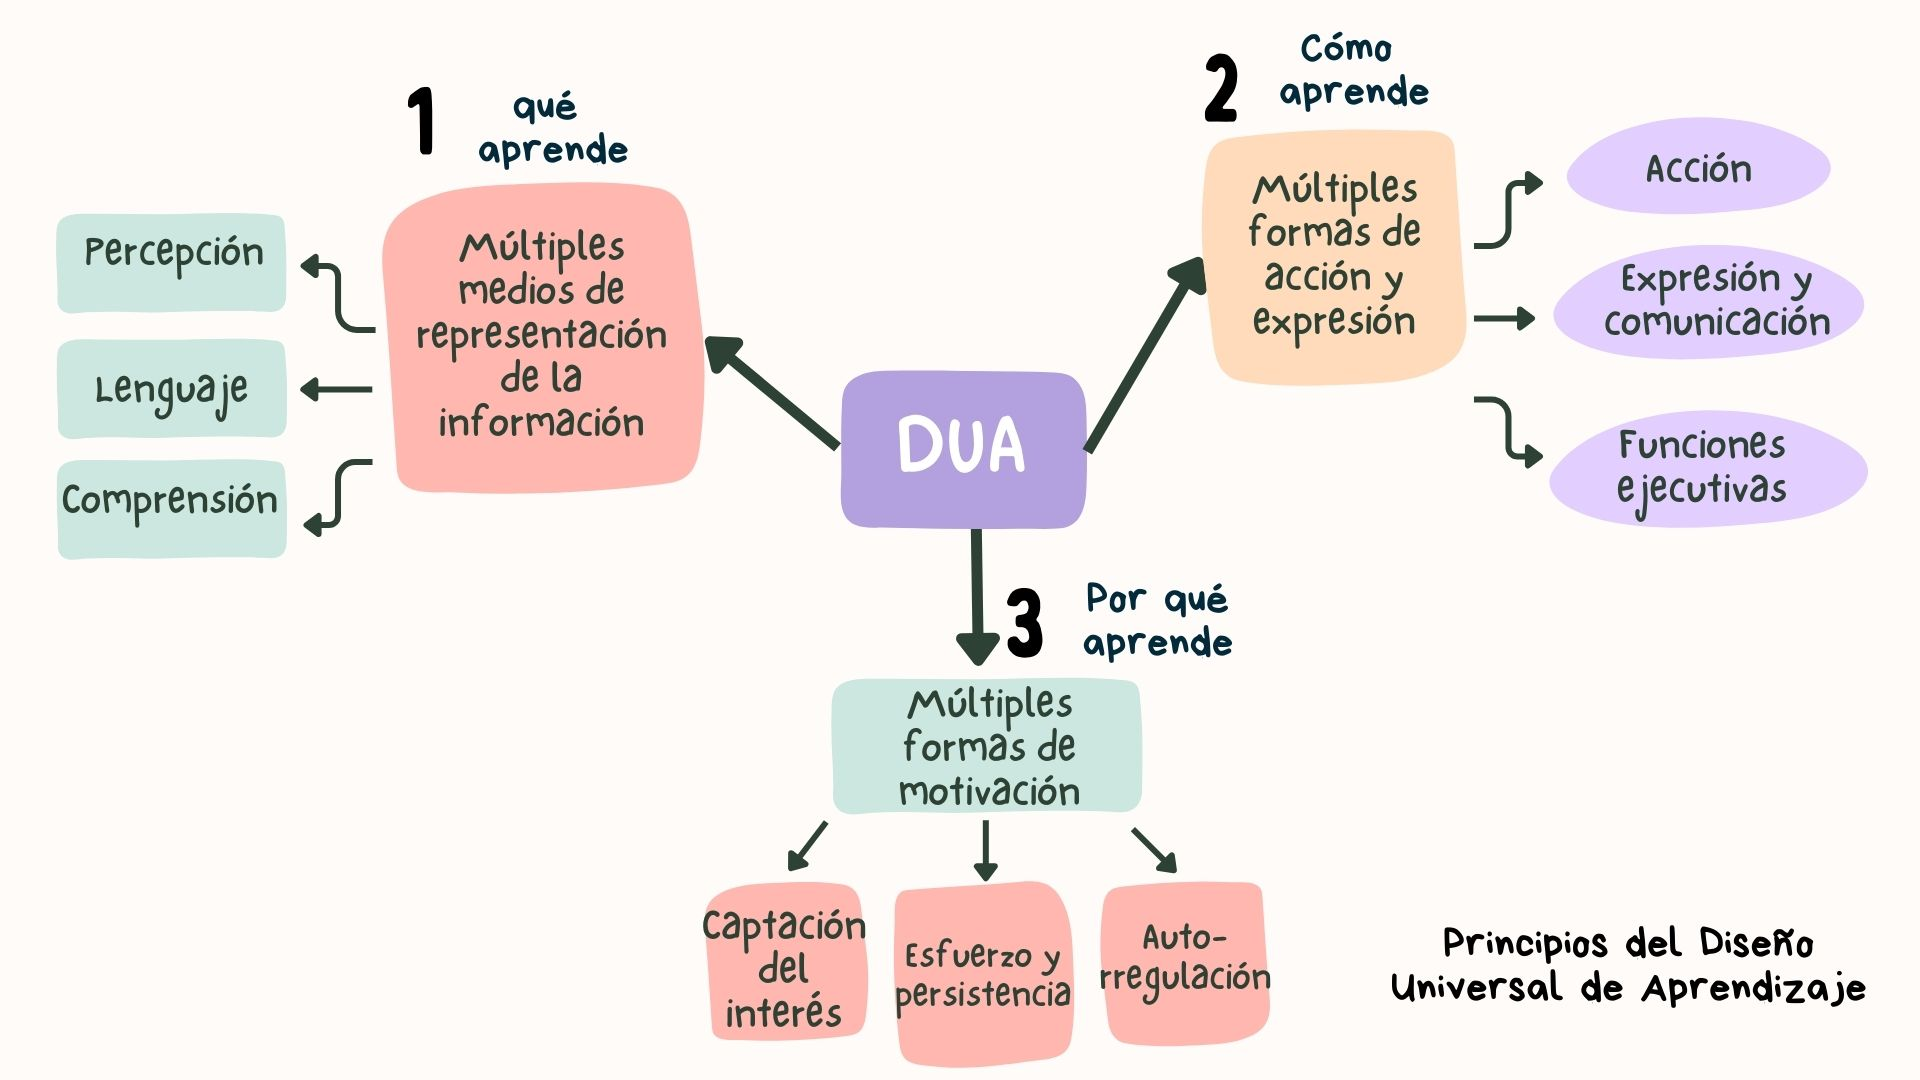 1
qué
aprende
Múltiples
medios de
representación
de la
información
Percepción
Lenguaje
Comprensión
DUA
2
Cómo
aprende
Múltiples
formas de
acción y
expresión
Acción
Expresión y
comunicación
Funciones
ejecutivas
3
Por qué
aprende
Múltiples
formas de
motivación
Captación
del
interés
Esfuerzo y
persistencia
Auto-
rregulación
Principios del Diseño
Universal de Aprendizaje